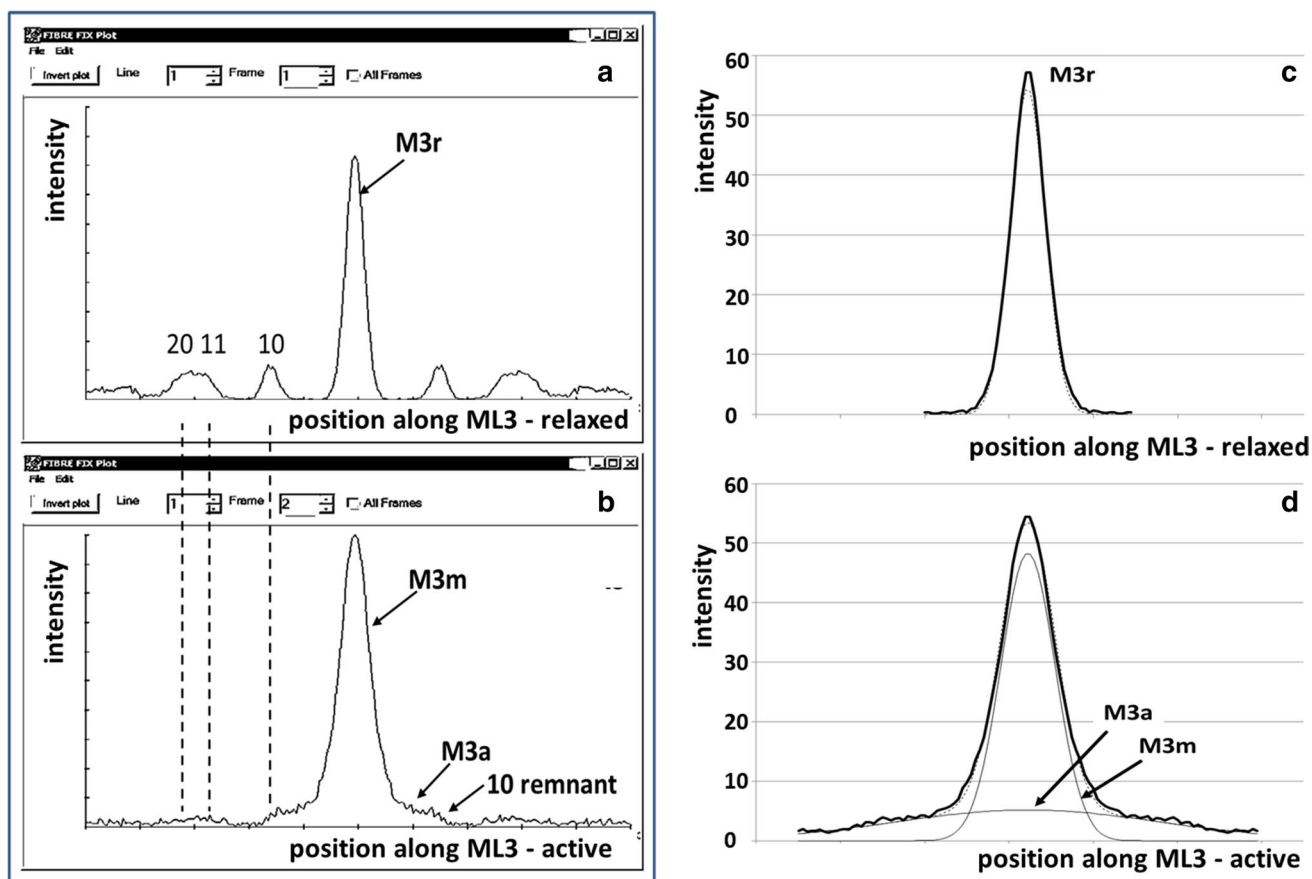 FIBRE FIX Plot
File Edit
Invert plot Line 1 Frame 1 All Frames
a
intensity
M3r
20 11 10
position along ML3 - relaxed
FIBRE FIX Plot
File Edit
Invert plot Line 1 Frame 2 All Frames
b
intensity
M3m
M3a
10 remnant
position along ML3 - active
c
60
50
40
30
20
10
0
intensity
M3r
position along ML3 - relaxed
d
60
50
40
30
20
10
0
intensity
M3a
M3m
position along ML3 - active